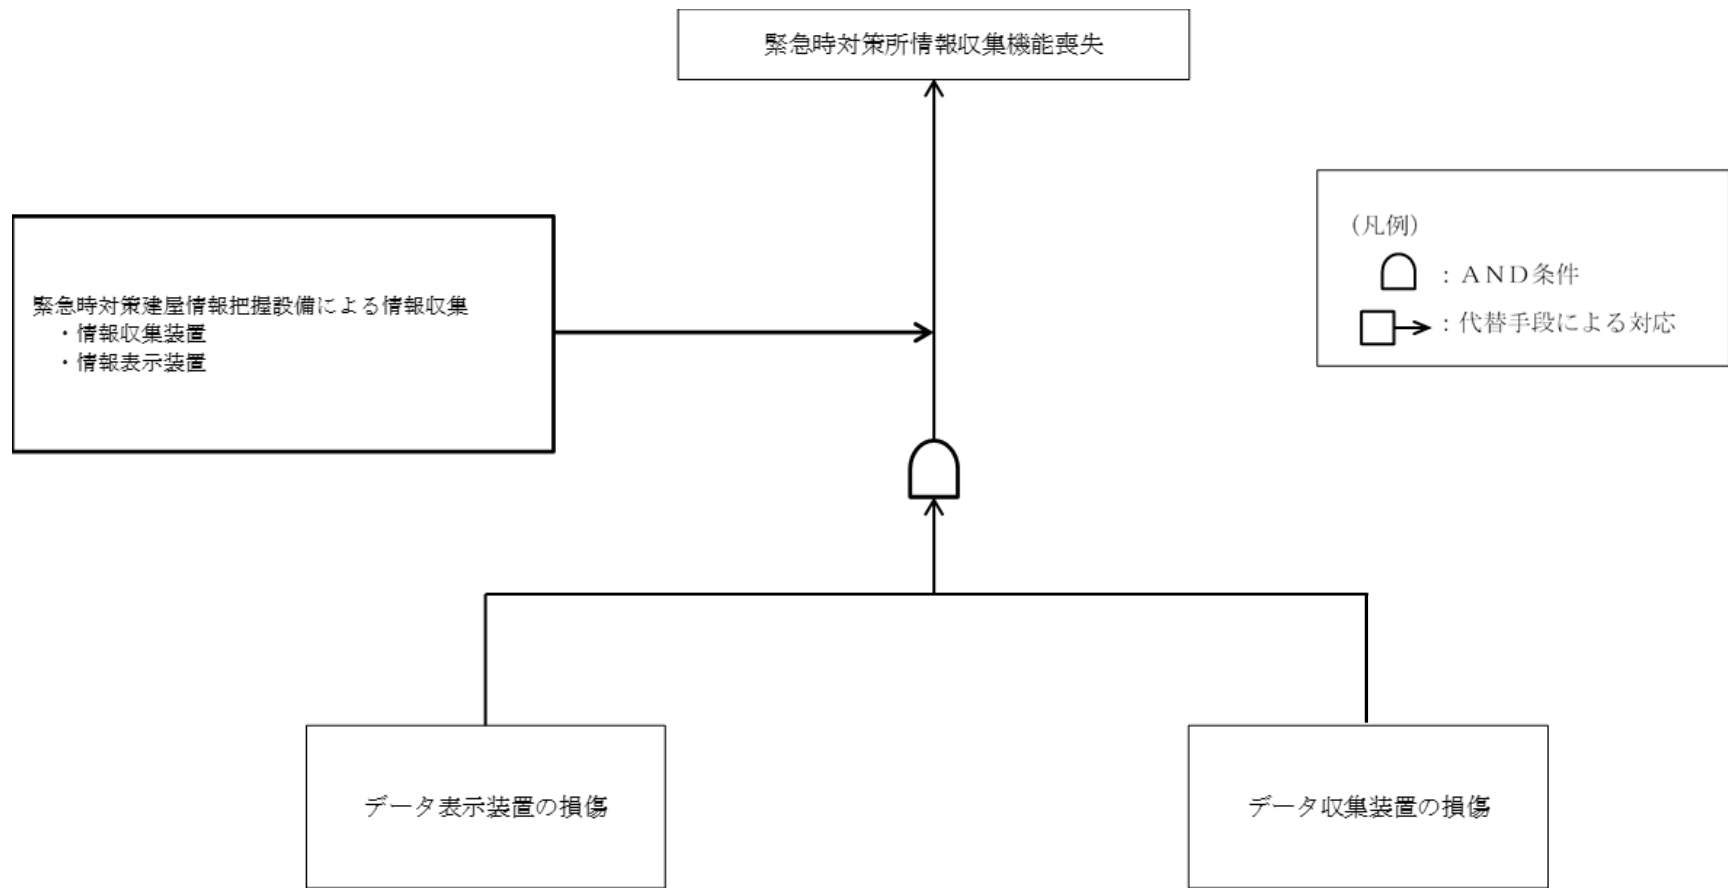 緊急時対策所情報収集機能喪失
(凡例)
：ＡＮＤ条件
：代替手段による対応
緊急時対策建屋情報把握設備による情報収集
・情報収集装置
・情報表示装置
データ表示装置の損傷
データ収集装置の損傷